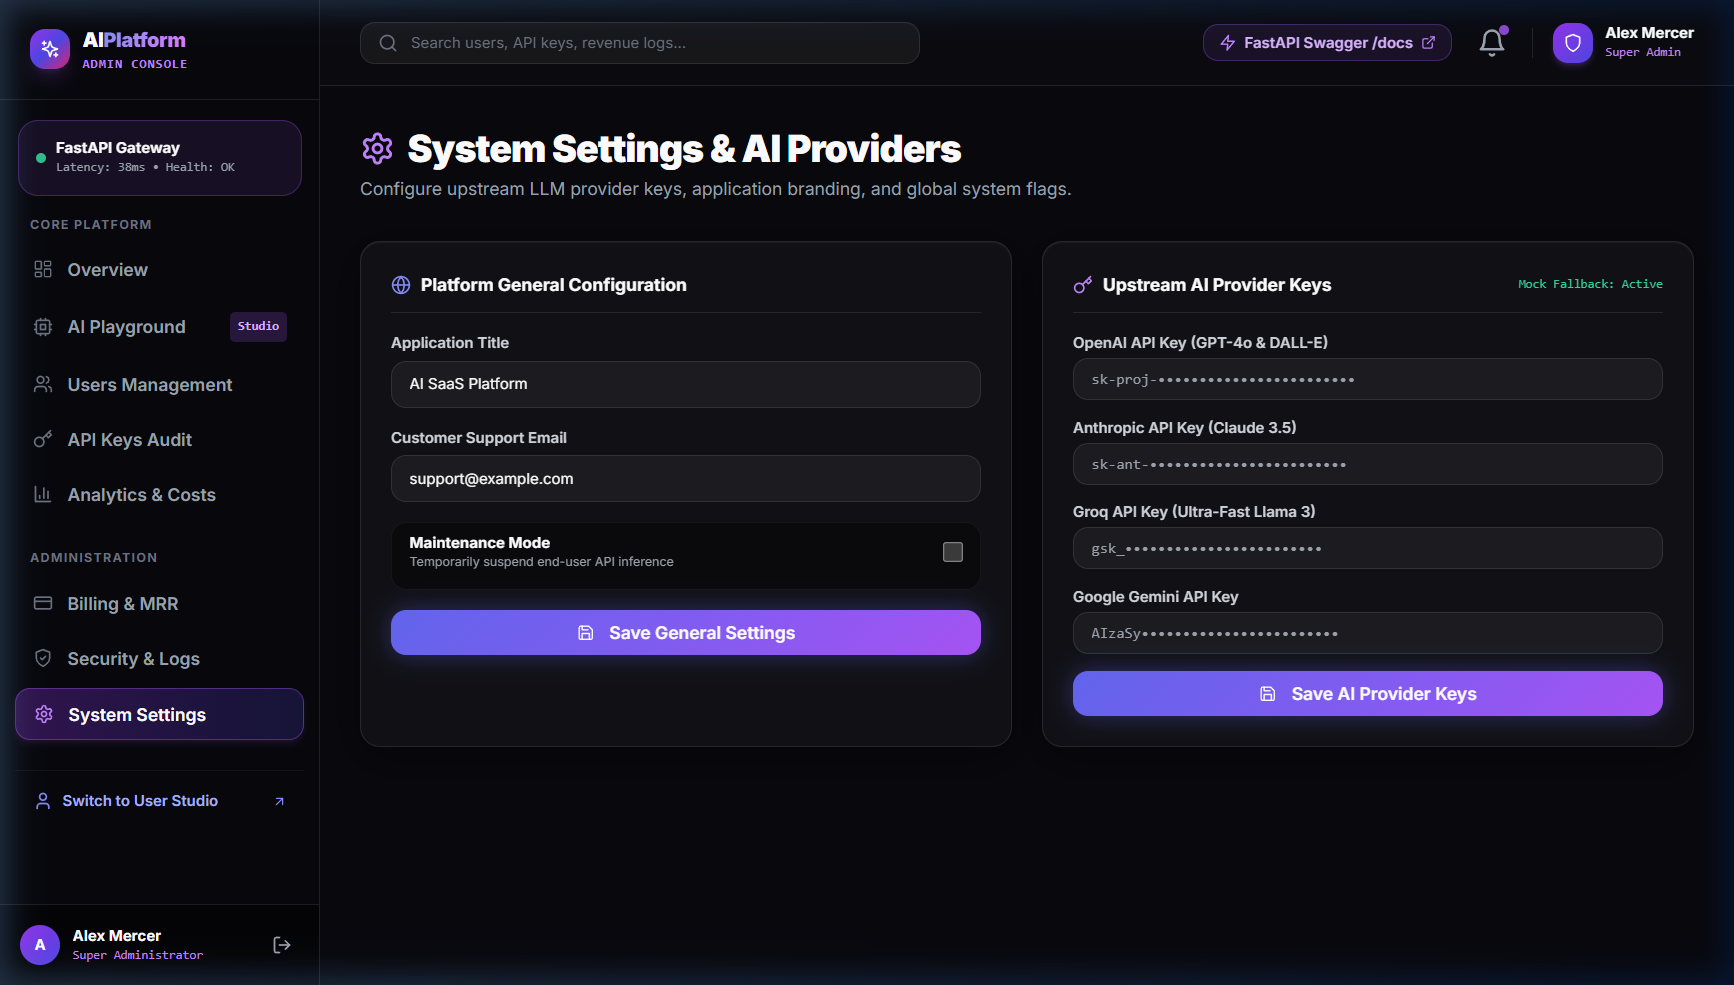 AIPlatform
ADMIN CONSOLE
Search users, API keys, revenue logs...
FastAPI Swagger /docs
Alex Mercer
Super Admin
FastAPI Gateway
Latency: 38ms • Health: OK
CORE PLATFORM
Overview
AI Playground
Studio
Users Management
API Keys Audit
Analytics & Costs
ADMINISTRATION
Billing & MRR
Security & Logs
System Settings
Switch to User Studio
A
Alex Mercer
Super Administrator
System Settings & AI Providers
Configure upstream LLM provider keys, application branding, and global system flags.
Platform General Configuration
Application Title
AI SaaS Platform
Customer Support Email
support@example.com
Maintenance Mode
Temporarily suspend end-user API inference
Save General Settings
Upstream AI Provider Keys
Mock Fallback: Active
OpenAI API Key (GPT-4o & DALL-E)
sk-proj-••••••••••••••••••••••••
Anthropic API Key (Claude 3.5)
sk-ant-••••••••••••••••••••••••
Groq API Key (Ultra-Fast Llama 3)
gsk_••••••••••••••••••••••••
Google Gemini API Key
AIzaSy••••••••••••••••••••••••
Save AI Provider Keys